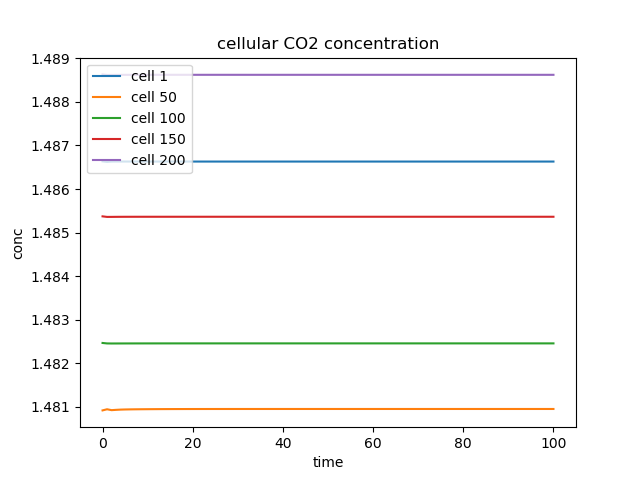 cellular CO2 concentration
1.489
1.488
1.487
1.486
1.485
1.484
1.483
1.482
1.481
conc
cell 1
cell 50
cell 100
cell 150
cell 200
0
20
40
60
80
100
time